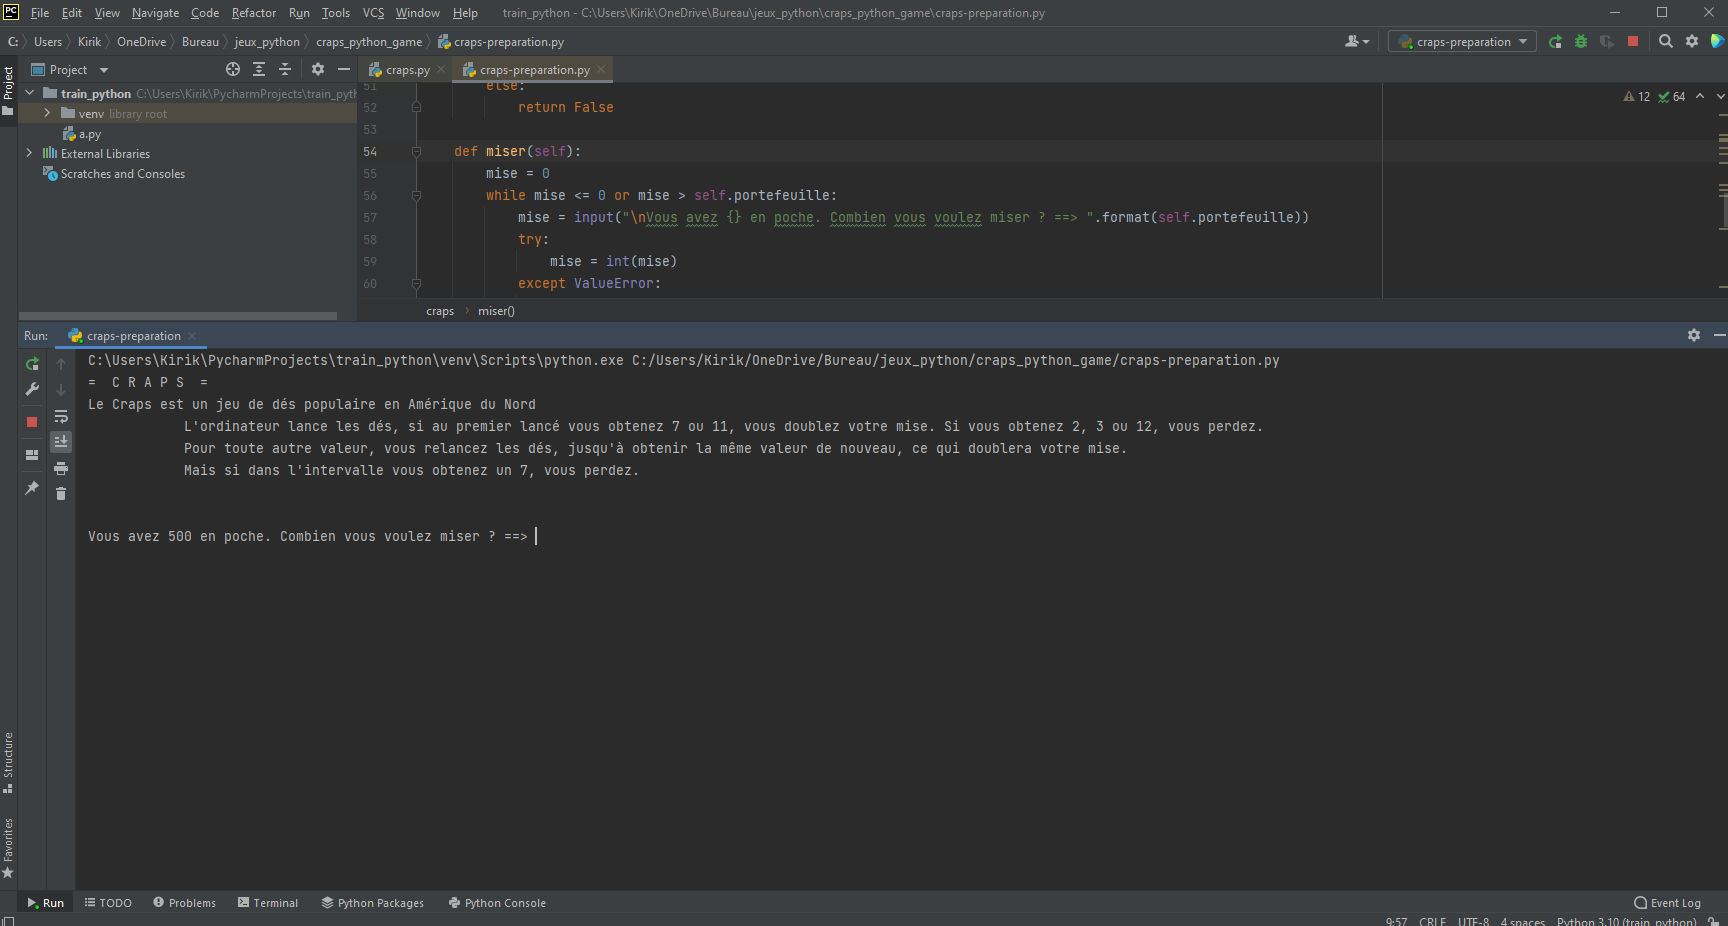 PC File Edit View Navigate Code Refactor Run Tools VCS Window Help train_python - C:\Users\Kirik\OneDrive\Bureau\jeux_python\craps_python_game\craps-preparation.py
C: Users Kirik OneDrive Bureau jeux_python craps_python_game craps-preparation.py craps-preparation
Project
Project craps.py craps-preparation.py
train_python C:\Users\Kirik\PycharmProjects\train_pyth
venv library root
a.py
External Libraries
Scratches and Consoles
12 64
51 else:
52 return False
53
54 def miser(self):
55 mise = 0
56 while mise <= 0 or mise > self.portefeuille:
57 mise = input("\nVous avez {} en poche. Combien vous voulez miser ? ==> ".format(self.portefeuille))
58 try:
59 mise = int(mise)
60 except ValueError:
craps miser()
Run: craps-preparation
C:\Users\Kirik\PycharmProjects\train_python\venv\Scripts\python.exe C:/Users/Kirik/OneDrive/Bureau/jeux_python/craps_python_game/craps-preparation.py
= C R A P S =
Le Craps est un jeu de dés populaire en Amérique du Nord
L'ordinateur lance les dés, si au premier lancé vous obtenez 7 ou 11, vous doublez votre mise. Si vous obtenez 2, 3 ou 12, vous perdez.
Pour toute autre valeur, vous relancez les dés, jusqu'à obtenir la même valeur de nouveau, ce qui doublera votre mise.
Mais si dans l'intervalle vous obtenez un 7, vous perdez.
Vous avez 500 en poche. Combien vous voulez miser ? ==>
Structure
Favorites
Run TODO Problems Terminal Python Packages Python Console Event Log
9:57 CRLF UTF-8 4 spaces Python 3.10 (train_python)